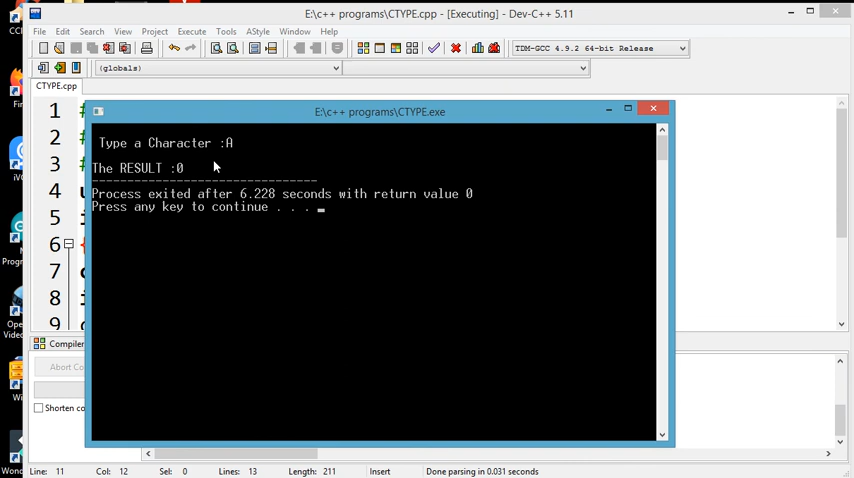 E:\c++ programs\CTYPE.cpp - [Executing] - Dev-C++ 5.11
File Edit Search View Project Execute Tools AStyle Window Help
TDM-GCC 4.9.2 64-bit Release
(globals)
CTYPE.cpp
E:\c++ programs\CTYPE.exe
1 #
2 #
3 #
4
5
6
7
8
9
Type a Character :A
The RESULT :0
--------------------------------
Process exited after 6.228 seconds with return value 0
Press any key to continue . . .
Compiler
Abort Co
Shorten co
Line: 11 Col: 12 Sel: 0 Lines: 13 Length: 211 Insert Done parsing in 0.031 seconds